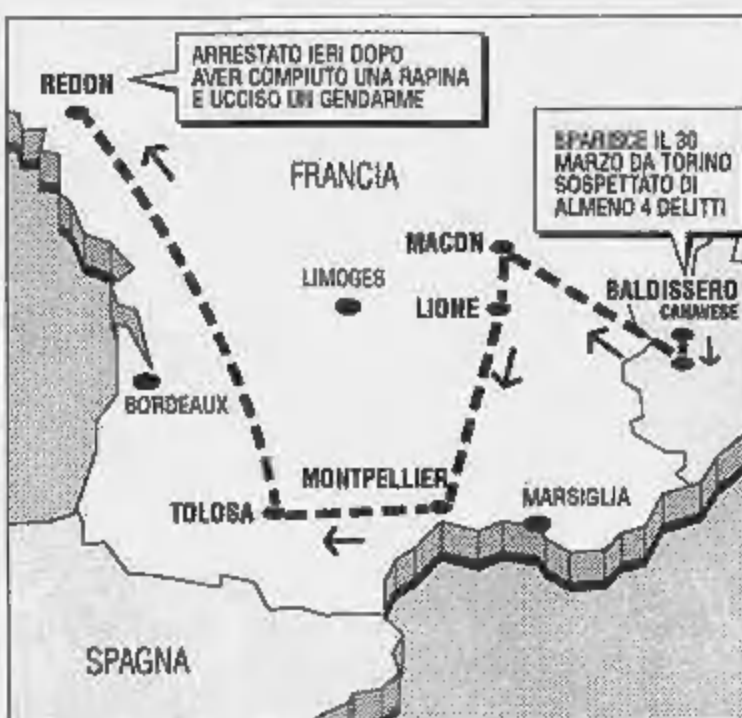 ARRESTATO IERI DOPO
AVER COMPIUTO UNA RAPINA
E UCCISO UN GENDARME
REDON
FRANCIA
SPARISCE IL 30
MARZO DA TORINO
SOSPETTATO DI
ALMENO 4 DELITTI
MACON
LIMOGES
LIONE
BALDISSERO
CANAVESE
BORDEAUX
MONTPELLIER
MARSIGLIA
TOLOSA
SPAGNA